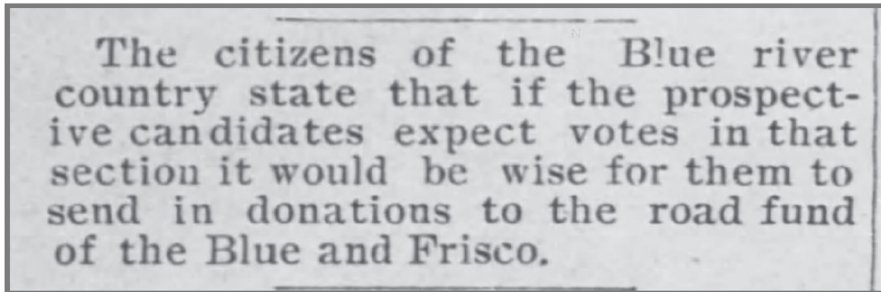 The citizens of the Blue river
country state that if the prospect-
ive candidates expect votes in that
section it would be wise for them to
send in donations to the road fund
of the Blue and Frisco.